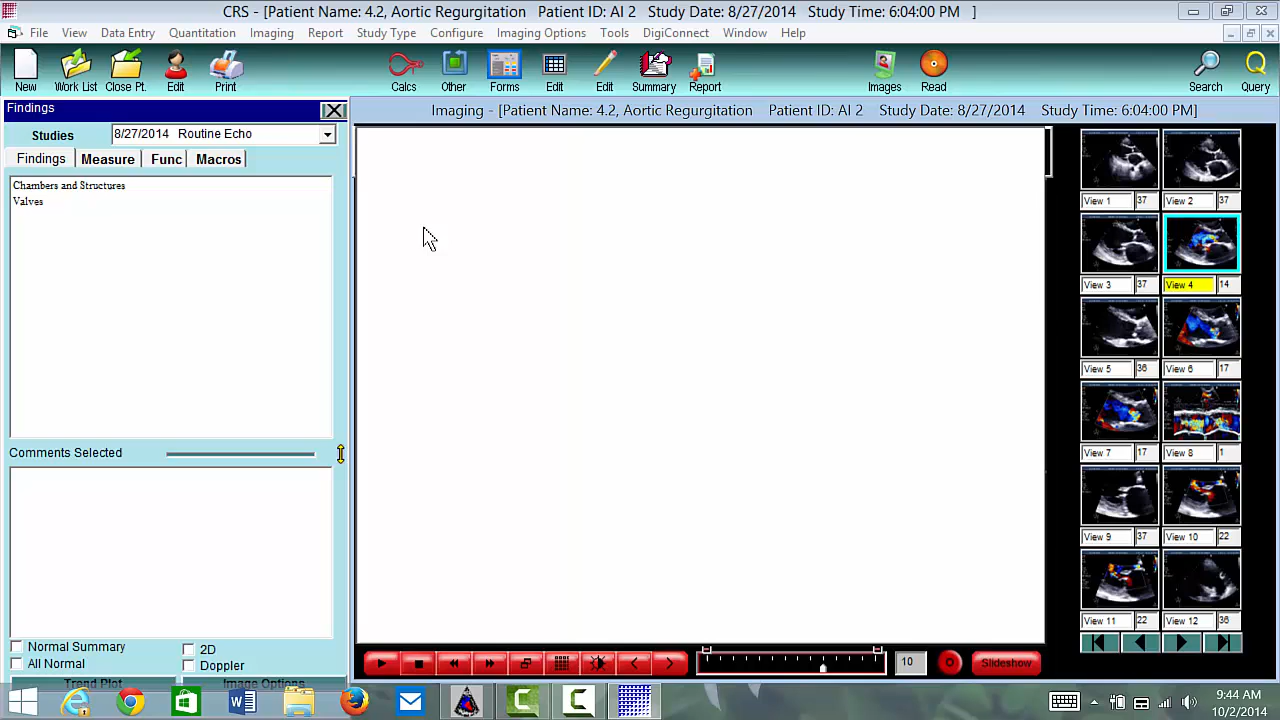 CRS - [Patient Name: 4.2, Aortic Regurgitation   Patient ID: AI 2   Study Date: 8/27/2014   Study Time: 6:04:00 PM   ]
File View Data Entry Quantitation Imaging Report Study Type Configure Imaging Options Tools DigiConnect Window Help
New Work List Close Pt. Edit Print Calcs Other Forms Edit Edit Summary Report Images Read Search Query
Findings
Imaging - [Patient Name: 4.2, Aortic Regurgitation   Patient ID: AI 2   Study Date: 8/27/2014   Study Time: 6:04:00 PM]
Studies 8/27/2014 Routine Echo
Findings Measure Func Macros
Chambers and Structures
Valves
Comments Selected
Normal Summary 2D
All Normal Doppler
Trend Plot Image Options
View 1 37 View 2 37
View 3 37 View 4 14
View 5 36 View 6 17
View 7 17 View 8 1
View 9 37 View 10 22
View 11 22 View 12 36
10 Slideshow
9:44 AM
10/2/2014